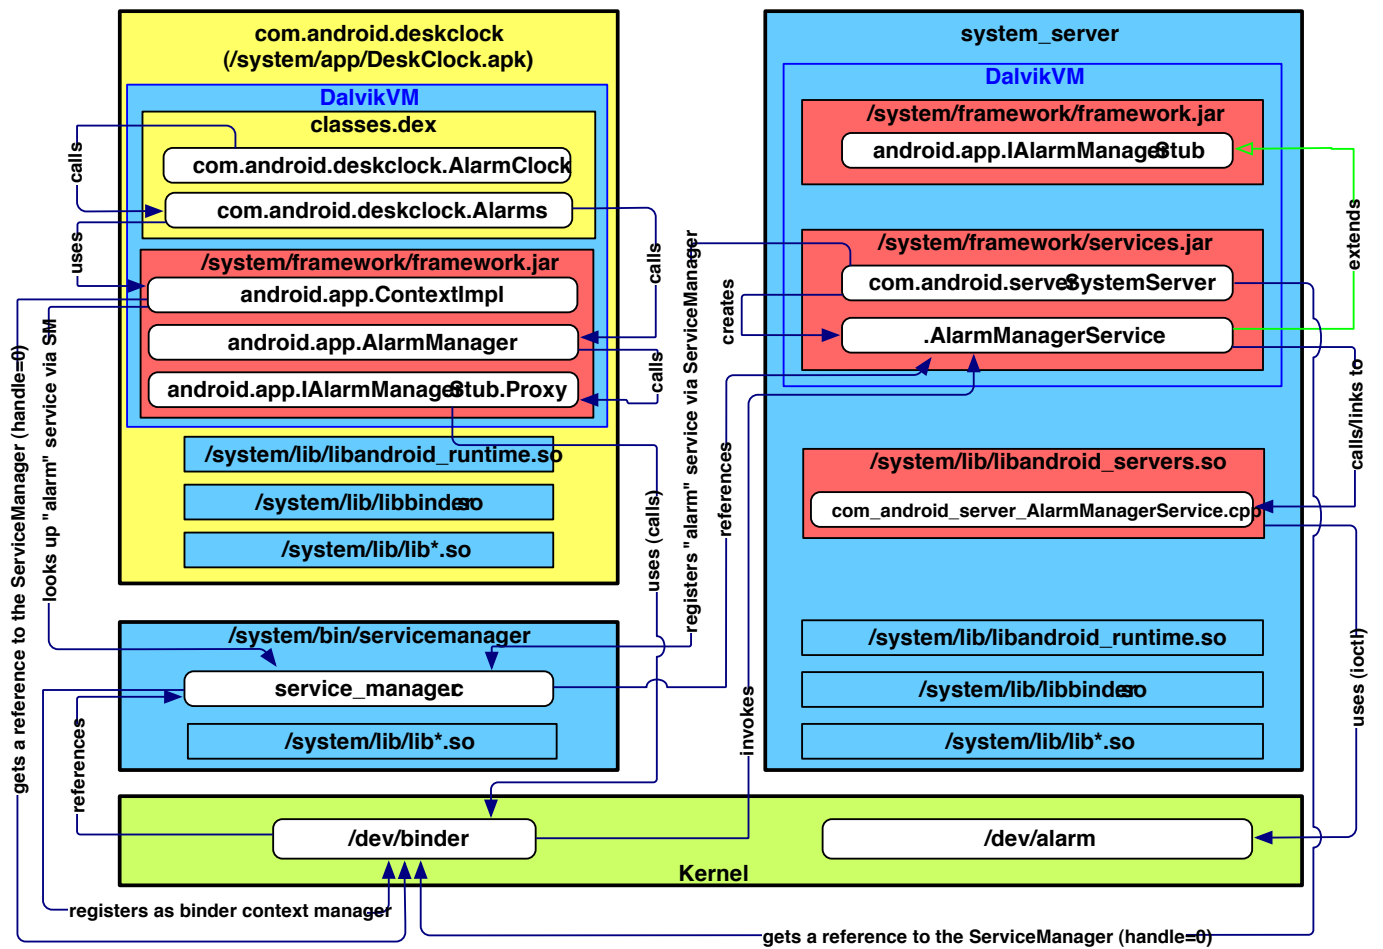 com.android.deskclock
(/system/app/DeskClock.apk)
DalvikVM
classes.dex
com.android.deskclock.AlarmClock
com.android.deskclock.Alarms
calls
uses
calls
/system/framework/framework.jar
android.app.ContextImpl
android.app.AlarmManager
android.app.IAlarmManagerStub.Proxy
calls
/system/lib/libandroid_runtime.so
/system/lib/libbinder.so
/system/lib/lib*.so
gets a reference to the ServiceManager (handle=0)
looks up "alarm" service via SM
uses (calls)
registers "alarm" service via ServiceManager
references
creates
/system/bin/servicemanager
service_manager.c
/system/lib/lib*.so
references
invokes
system_server
DalvikVM
/system/framework/framework.jar
android.app.IAlarmManagerStub
extends
/system/framework/services.jar
com.android.serverSystemServer
.AlarmManagerService
calls/links to
/system/lib/libandroid_servers.so
com_android_server_AlarmManagerService.cpp
uses (ioctl)
/system/lib/libandroid_runtime.so
/system/lib/libbinder.so
/system/lib/lib*.so
/dev/binder
/dev/alarm
Kernel
registers as binder context manager
gets a reference to the ServiceManager (handle=0)